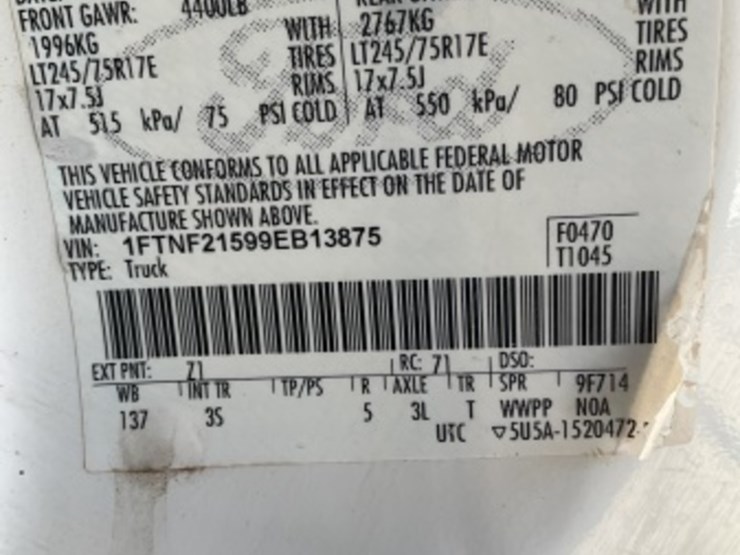 FRONT GAWR: 4400LB
1996KG WITH 2767KG WITH
LT245/75R17E TIRES LT245/75R17E TIRES
17x7.5J RIMS 17x7.5J RIMS
AT 515 kPa/ 75 PSI COLD AT 550 kPa/ 80 PSI COLD
Ford
THIS VEHICLE CONFORMS TO ALL APPLICABLE FEDERAL MOTOR
VEHICLE SAFETY STANDARDS IN EFFECT ON THE DATE OF
MANUFACTURE SHOWN ABOVE.
VIN: 1FTNF21599EB13875 F0470
TYPE: Truck T1045
EXT PNT: Z1 RC: 71 DSO:
WB INT TR TP/PS R AXLE TR SPR 9F714
137 3S 5 3L T WWPP N0A
UTC ▽5U5A-1520472-